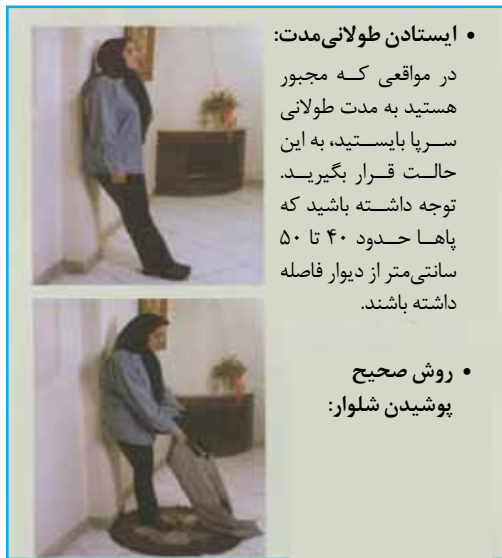 • ایستادن طولانی‌مدت:
در مواقعی که مجبور
هستید به مدت طولانی
سرپا بایستید، به این
حالت قرار بگیرید.
توجه داشته باشید که
پاها حدود ۴۰ تا ۵۰
سانتی‌متر از دیوار فاصله
داشته باشند.
• روش صحیح
پوشیدن شلوار: